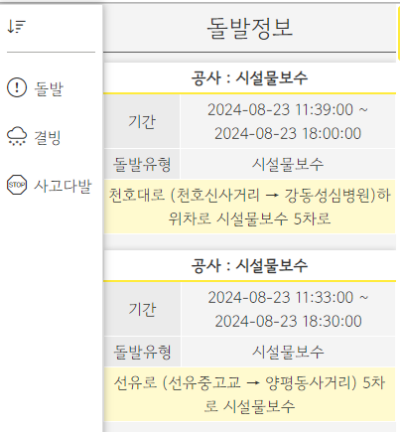 돌발정보
돌발
결빙
STOP 사고다발
공사 : 시설물보수
기간
2024-08-23 11:39:00 ~
2024-08-23 18:00:00
돌발유형 시설물보수
천호대로 (천호신사거리 → 강동성심병원)하
위차로 시설물보수 5차로
공사 : 시설물보수
기간
2024-08-23 11:33:00 ~
2024-08-23 18:30:00
돌발유형 시설물보수
선유로 (선유중고교 → 양평동사거리) 5차
로 시설물보수